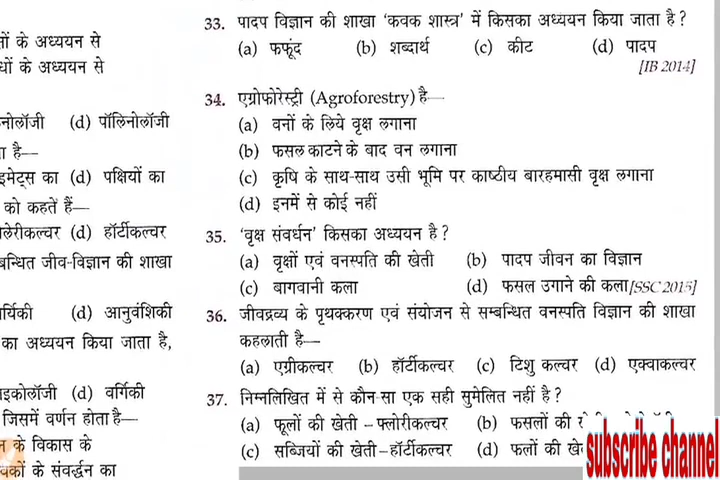 नों के अध्ययन से
धों के अध्ययन से
नोलॉजी (d) पॉलिनोलॉजी
ा है—
इमेट्स का (d) पक्षियों का
को कहतें हैं—
लेरीकल्चर (d) हॉर्टीकल्चर
बन्धित जीव-विज्ञान की शाखा
र्यिकी (d) आनुवंशिकी
का अध्ययन किया जाता है,
इकोलॉजी (d) वर्गिकी
जिसमें वर्णन होता है—
न के विकास के
वकों के संवर्द्धन का
33. पादप विज्ञान की शाखा ‘कवक शास्त्र’ में किसका अध्ययन किया जाता है ?
(a) फफूंद (b) शब्दार्थ (c) कीट (d) पादप
[IB 2014]
34. एग्रोफोरेस्ट्री (Agroforestry) है—
(a) वनों के लिये वृक्ष लगाना
(b) फसल काटने के बाद वन लगाना
(c) कृषि के साथ-साथ उसी भूमि पर काष्ठीय बारहमासी वृक्ष लगाना
(d) इनमें से कोई नहीं
35. ‘वृक्ष संवर्धन’ किसका अध्ययन है ?
(a) वृक्षों एवं वनस्पति की खेती (b) पादप जीवन का विज्ञान
(c) बागवानी कला (d) फसल उगाने की कला [SSC 2015]
36. जीवद्रव्य के पृथक्करण एवं संयोजन से सम्बन्धित वनस्पति विज्ञान की शाखा
कहलाती है—
(a) एग्रीकल्चर (b) हॉर्टीकल्चर (c) टिशु कल्चर (d) एक्वाकल्चर
37. निम्नलिखित में से कौन-सा एक सही सुमेलित नहीं है ?
(a) फूलों की खेती – फ्लोरीकल्चर (b) फसलों की
(c) सब्जियों की खेती – हॉर्टीकल्चर (d) फलों की खे
subscribe channel